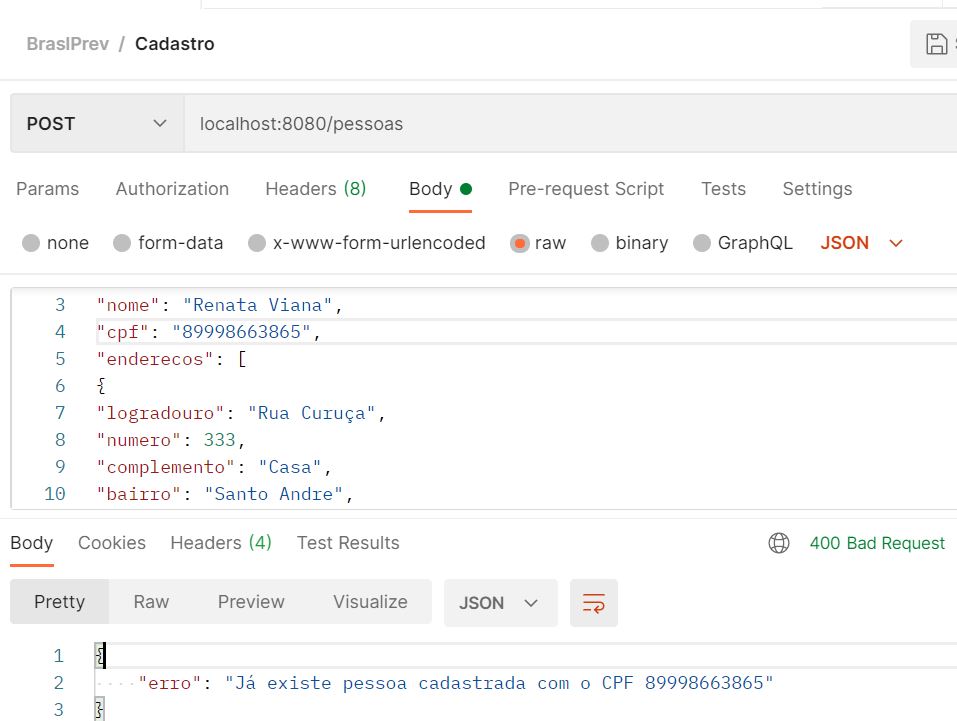 BraslPrev / Cadastro
POST localhost:8080/pessoas
Params Authorization Headers (8) Body Pre-request Script Tests Settings
none form-data x-www-form-urlencoded raw binary GraphQL JSON
3 "nome": "Renata Viana",
4 "cpf": "89998663865",
5 "enderecos": [
6 {
7 "logradouro": "Rua Curuça",
8 "numero": 333,
9 "complemento": "Casa",
10 "bairro": "Santo Andre",
Body Cookies Headers (4) Test Results 400 Bad Request
Pretty Raw Preview Visualize JSON
1 {
2 "erro": "Já existe pessoa cadastrada com o CPF 89998663865"
3 }